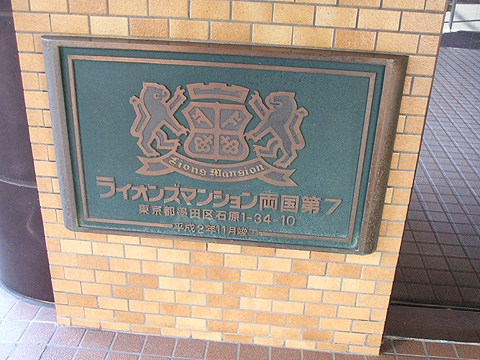 Lions Mansion
ライオンズマンション両国第7
東京都墨田区石原1-34-10
平成2年11月竣工